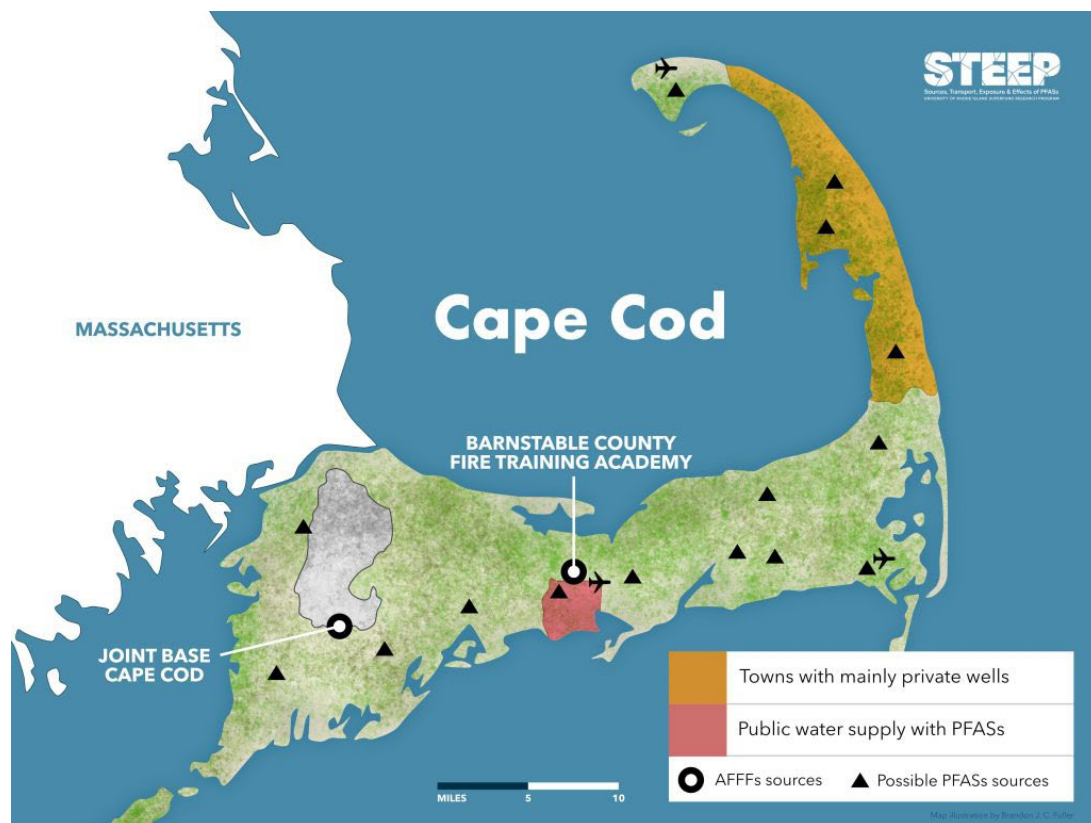 STEEP
Sources, Transport, Exposure & Effects of PFASs
UNIVERSITY OF RHODE ISLAND SUPERFUND RESEARCH PROGRAM
MASSACHUSETTS
Cape Cod
BARNSTABLE COUNTY
FIRE TRAINING ACADEMY
JOINT BASE
CAPE COD
Towns with mainly private wells
Public water supply with PFASs
AFFFs sources
Possible PFASs sources
MILES 5 10
Map illustration by Brandon J. C. Fuller